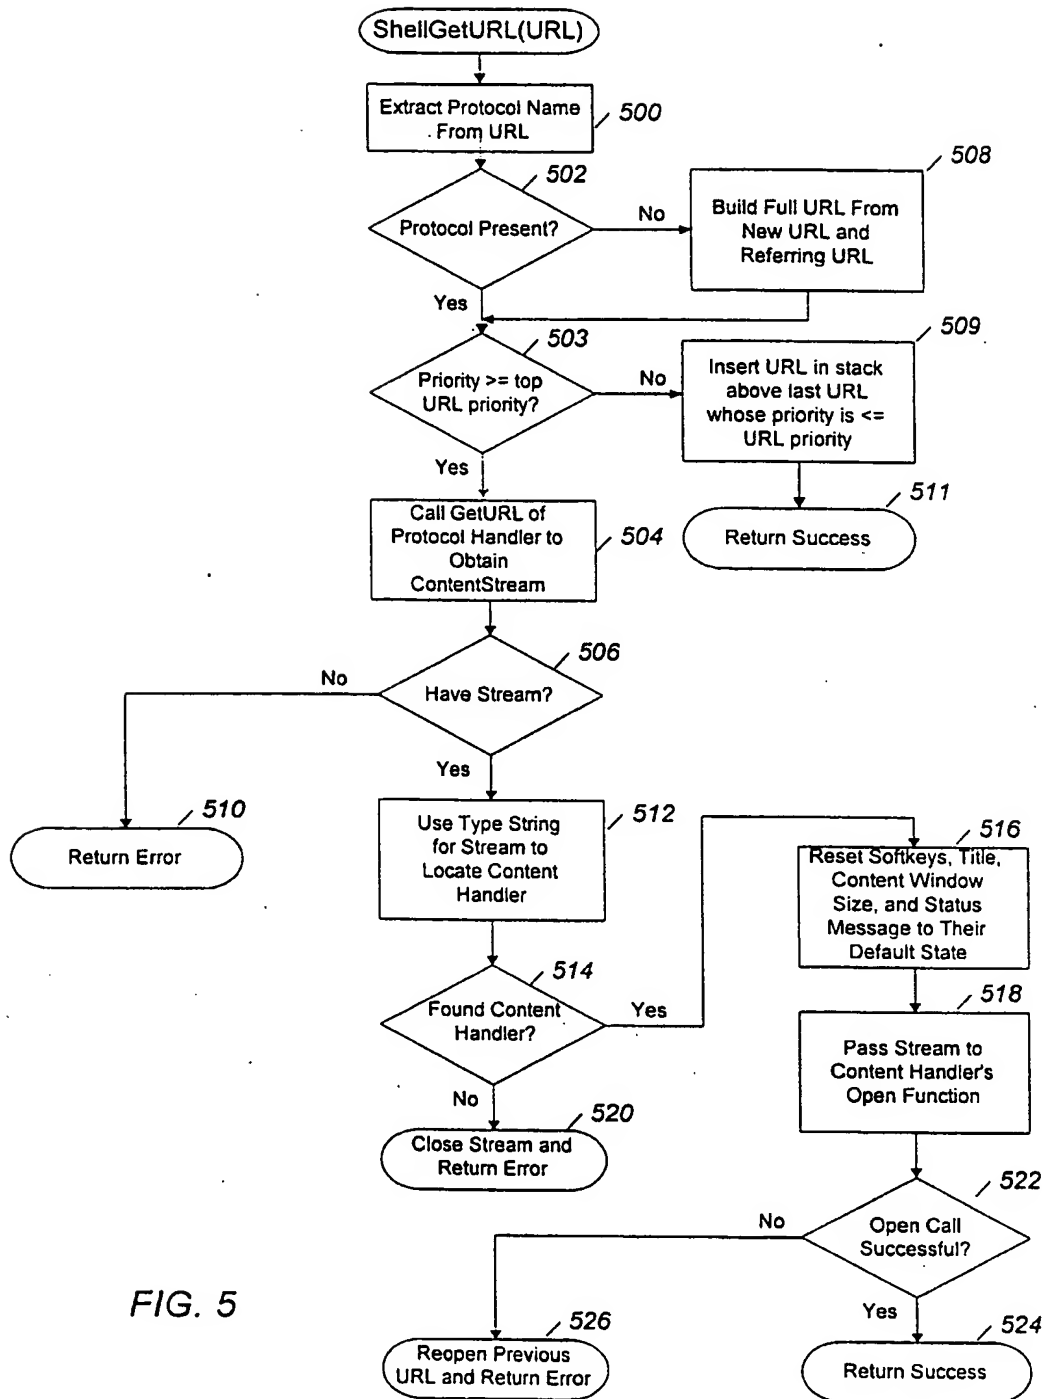 ShellGetURL(URL)
Extract Protocol Name
From URL
500
502
Protocol Present?
No
508
Build Full URL From
New URL and
Referring URL
Yes
503
Priority >= top
URL priority?
No
509
Insert URL in stack
above last URL
whose priority is <=
URL priority
Yes
511
Return Success
Call GetURL of
Protocol Handler to
Obtain
ContentStream
504
506
Have Stream?
No
Yes
510
Return Error
Use Type String
for Stream to
Locate Content
Handler
512
516
Reset Softkeys, Title,
Content Window
Size, and Status
Message to Their
Default State
514
Found Content
Handler?
Yes
518
Pass Stream to
Content Handler's
Open Function
No
520
Close Stream and
Return Error
522
Open Call
Successful?
No
Yes
FIG. 5
526
Reopen Previous
URL and Return Error
524
Return Success